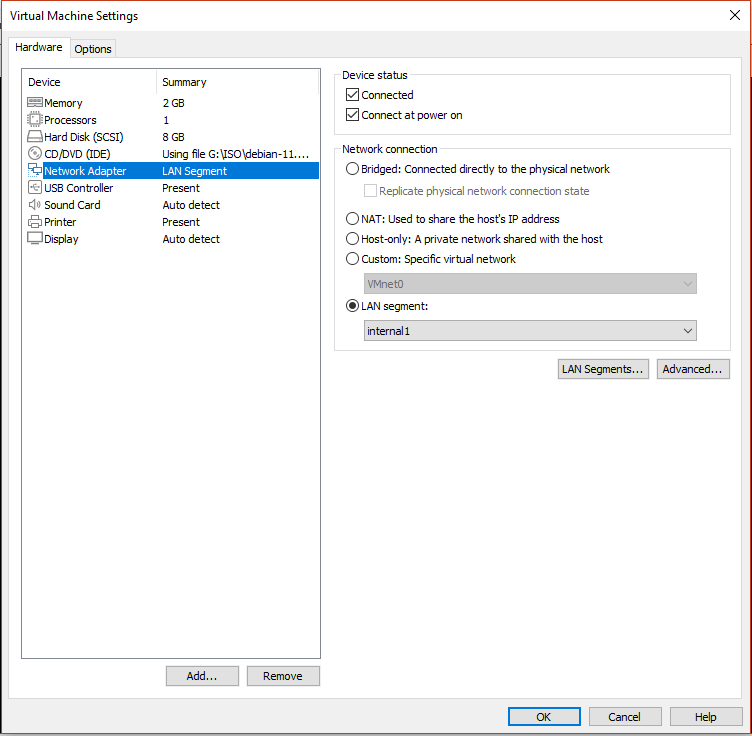 Virtual Machine Settings
Hardware
Options
Device Summary
Memory 2 GB
Processors 1
Hard Disk (SCSI) 8 GB
CD/DVD (IDE) Using file G:\ISO\debian-11....
Network Adapter LAN Segment
USB Controller Present
Sound Card Auto detect
Printer Present
Display Auto detect
Add...
Remove
Device status
Connected
Connect at power on
Network connection
Bridged: Connected directly to the physical network
Replicate physical network connection state
NAT: Used to share the host's IP address
Host-only: A private network shared with the host
Custom: Specific virtual network
VMnet0
LAN segment:
internal1
LAN Segments...
Advanced...
OK
Cancel
Help